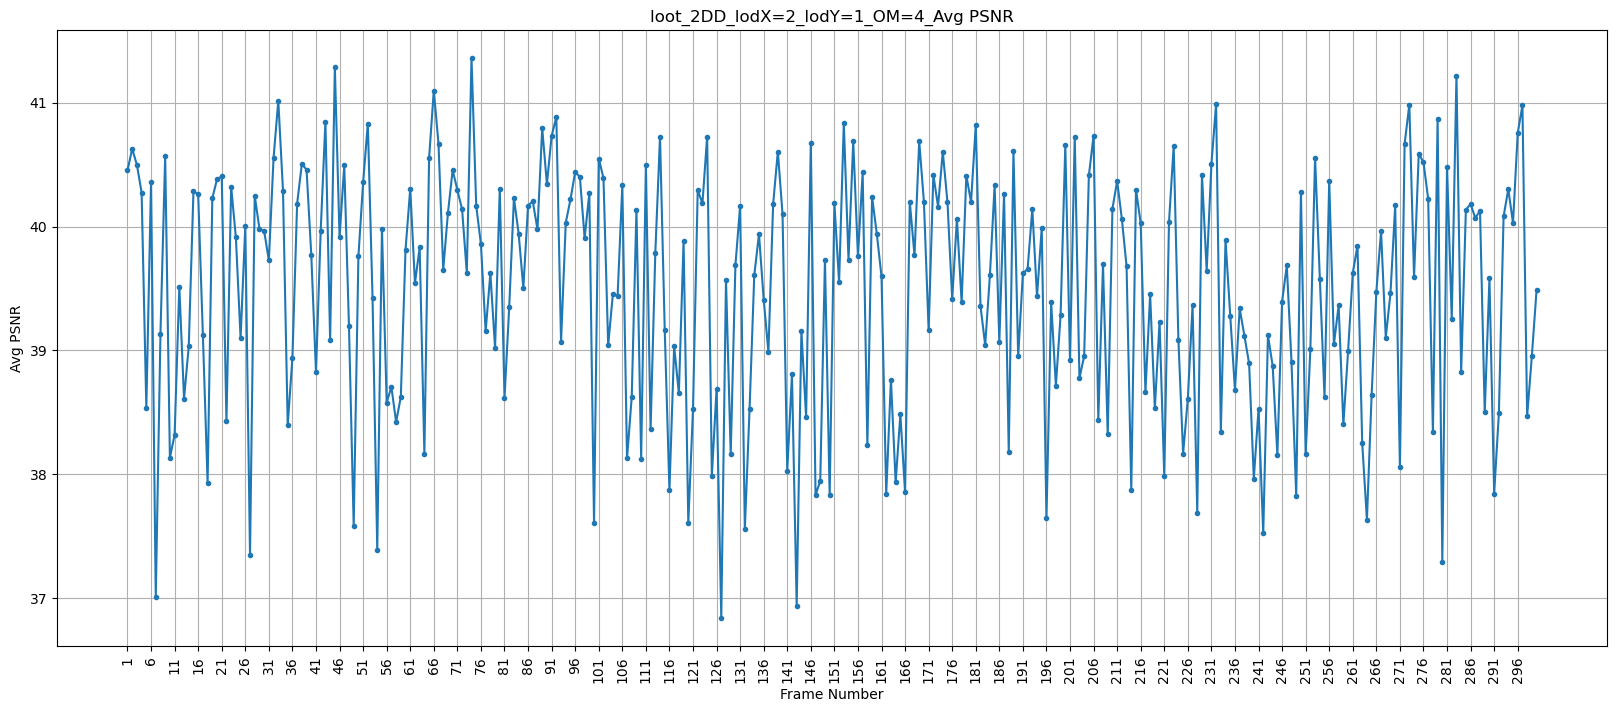 loot_2DD_lodX=2_lodY=1_OM=4_Avg PSNR
Avg PSNR
41
40
39
38
37
1 6 11 16 21 26 31 36 41 46 51 56 61 66 71 76 81 86 91 96 101 106 111 116 121 126 131 136 141 146 151 156 161 166 171 176 181 186 191 196 201 206 211 216 221 226 231 236 241 246 251 256 261 266 271 276 281 286 291 296
Frame Number